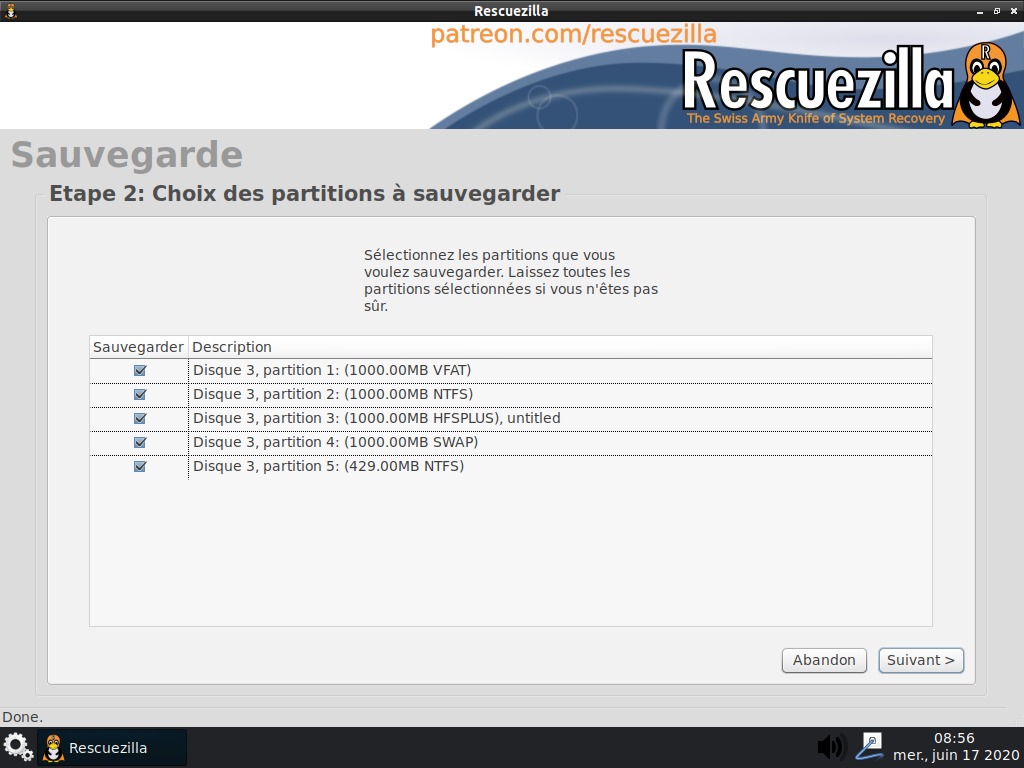 Rescuezilla
patreon.com/rescuezilla
R
Rescuezilla
The Swiss Army Knife of System Recovery
Sauvegarde
Etape 2: Choix des partitions à sauvegarder
Sélectionnez les partitions que vous
voulez sauvegarder. Laissez toutes les
partitions sélectionnées si vous n'êtes pas
sûr.
Sauvegarder Description
Disque 3, partition 1: (1000.00MB VFAT)
Disque 3, partition 2: (1000.00MB NTFS)
Disque 3, partition 3: (1000.00MB HFSPLUS), untitled
Disque 3, partition 4: (1000.00MB SWAP)
Disque 3, partition 5: (429.00MB NTFS)
Abandon Suivant >
Done.
Rescuezilla
08:56
mer., juin 17 2020